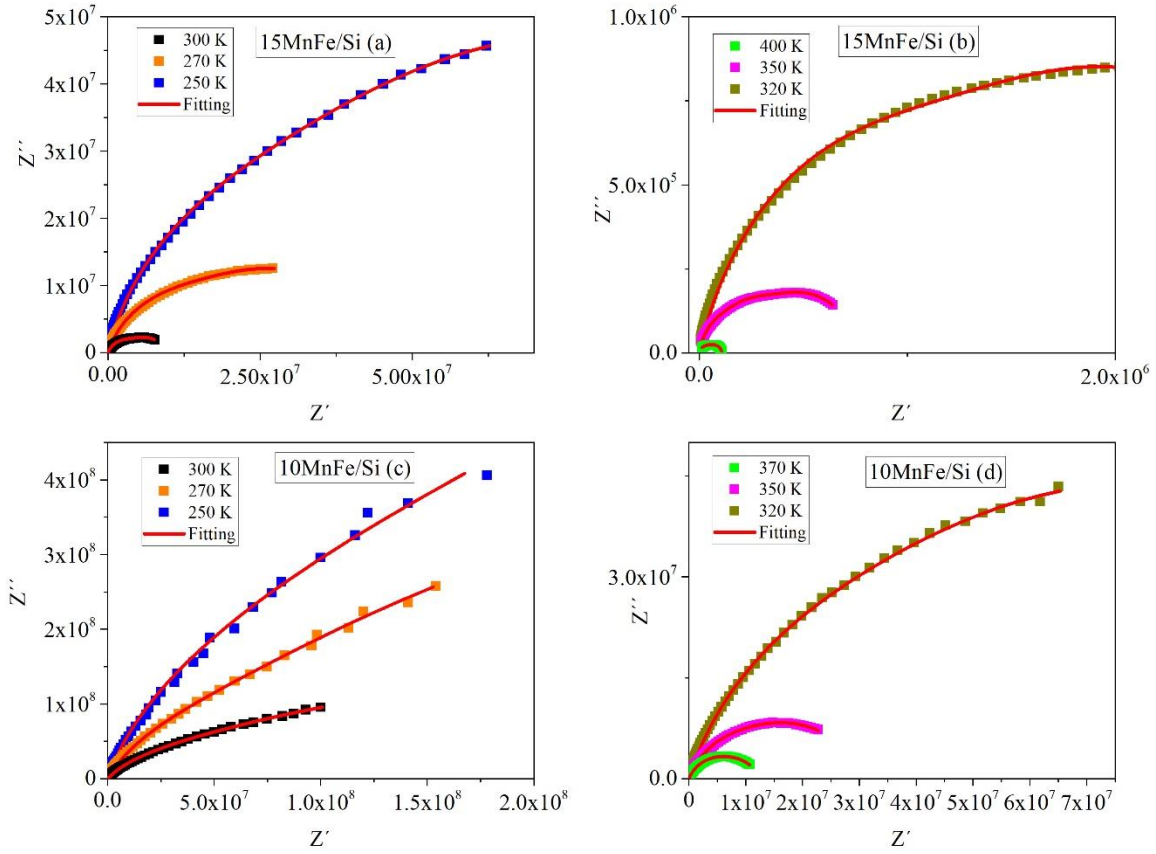 15MnFe/Si (a)
300 K
270 K
250 K
Fitting
5x10⁷
4x10⁷
3x10⁷
2x10⁷
1x10⁷
0
Z´´
0.00
2.50x10⁷
5.00x10⁷
Z´
15MnFe/Si (b)
400 K
350 K
320 K
Fitting
1.0x10⁶
5.0x10⁵
0.0
Z´´
0.0
2.0x10⁶
Z´
10MnFe/Si (c)
300 K
270 K
250 K
Fitting
4x10⁸
3x10⁸
2x10⁸
1x10⁸
0
Z´´
0.0
5.0x10⁷
1.0x10⁸
1.5x10⁸
2.0x10⁸
Z´
10MnFe/Si (d)
370 K
350 K
320 K
Fitting
3.0x10⁷
0.0
Z´´
0
1x10⁷
2x10⁷
3x10⁷
4x10⁷
5x10⁷
6x10⁷
7x10⁷
Z´